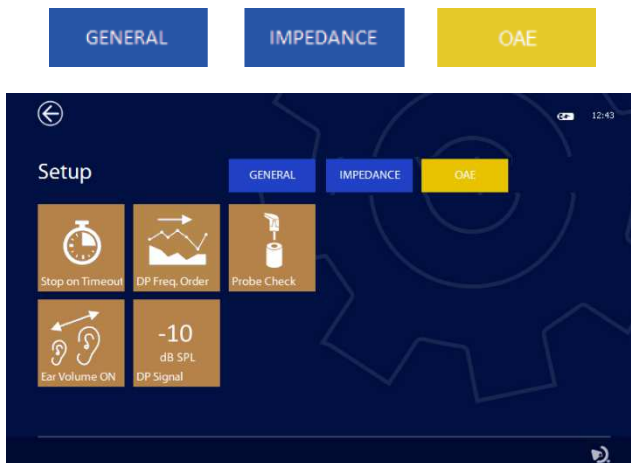 GENERAL IMPEDANCE OAE
12:43
Setup GENERAL IMPEDANCE OAE
Stop on Timeout DP Freq. Order Probe Check
-10
dB SPL
Ear Volume ON DP Signal